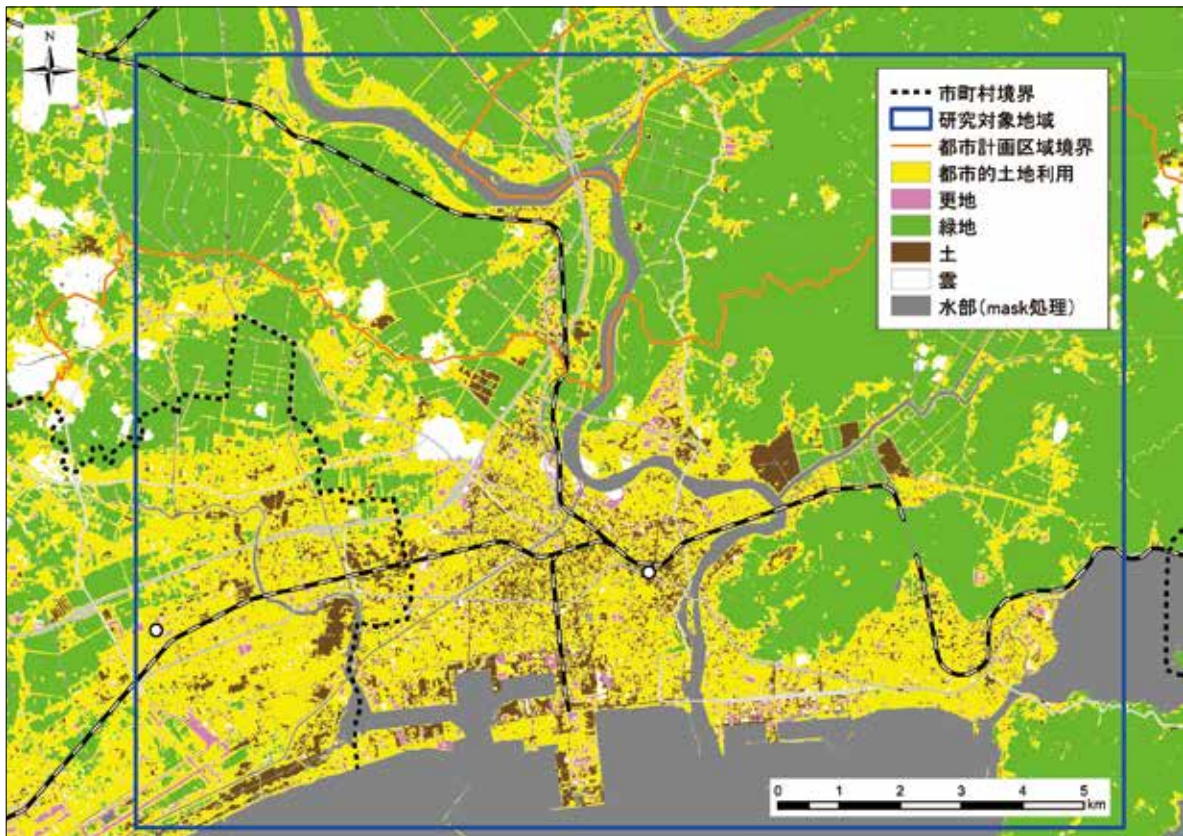 N
市町村境界
研究対象地域
都市計画区域境界
都市的土地利用
更地
緑地
土
雲
水部(mask処理)
0 1 2 3 4 5
km